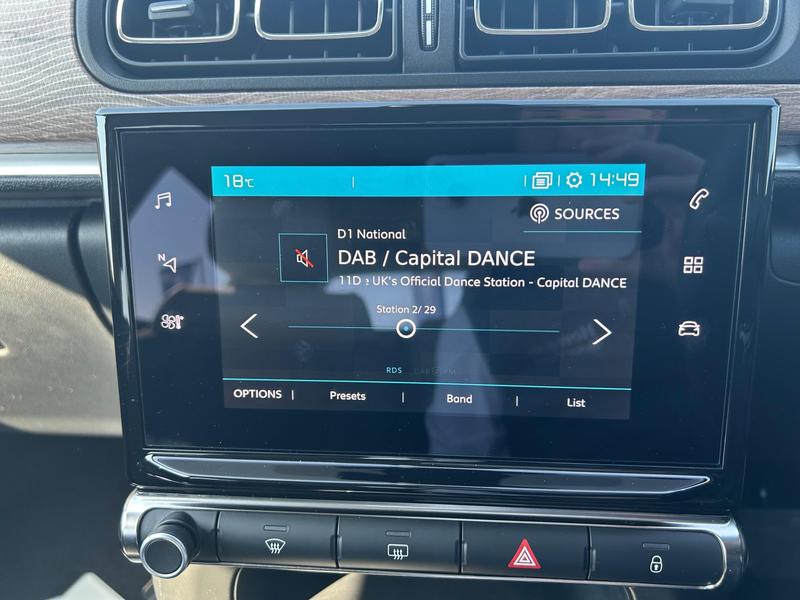 18°C
14:49
SOURCES
D1 National
DAB / Capital DANCE
11D : UK's Official Dance Station - Capital DANCE
Station 2/ 29
N
RDS
OPTIONS Presets Band List